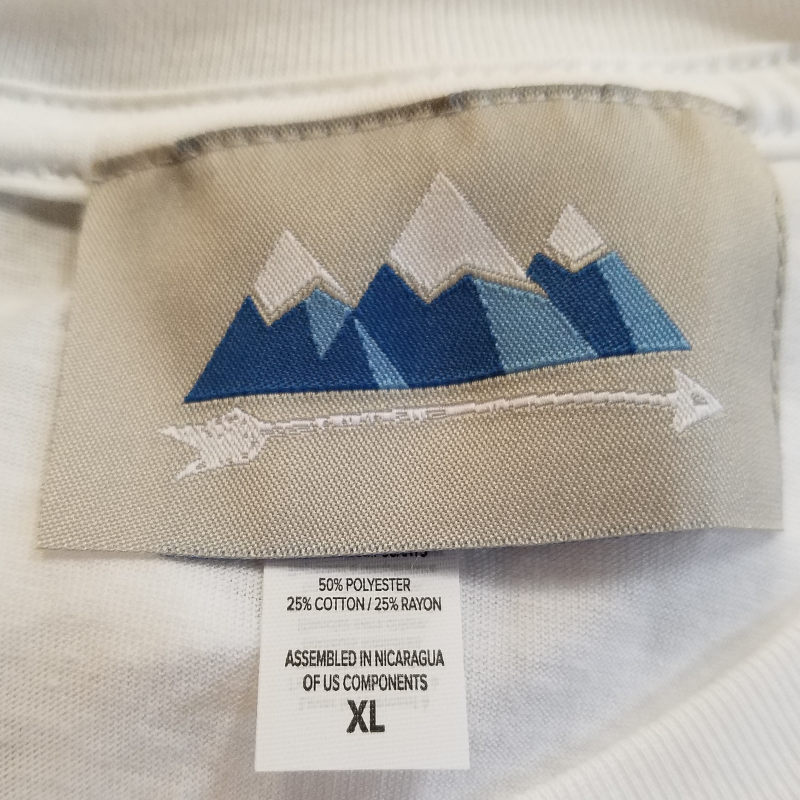 50% POLYESTER
25% COTTON / 25% RAYON
ASSEMBLED IN NICARAGUA
OF US COMPONENTS
XL